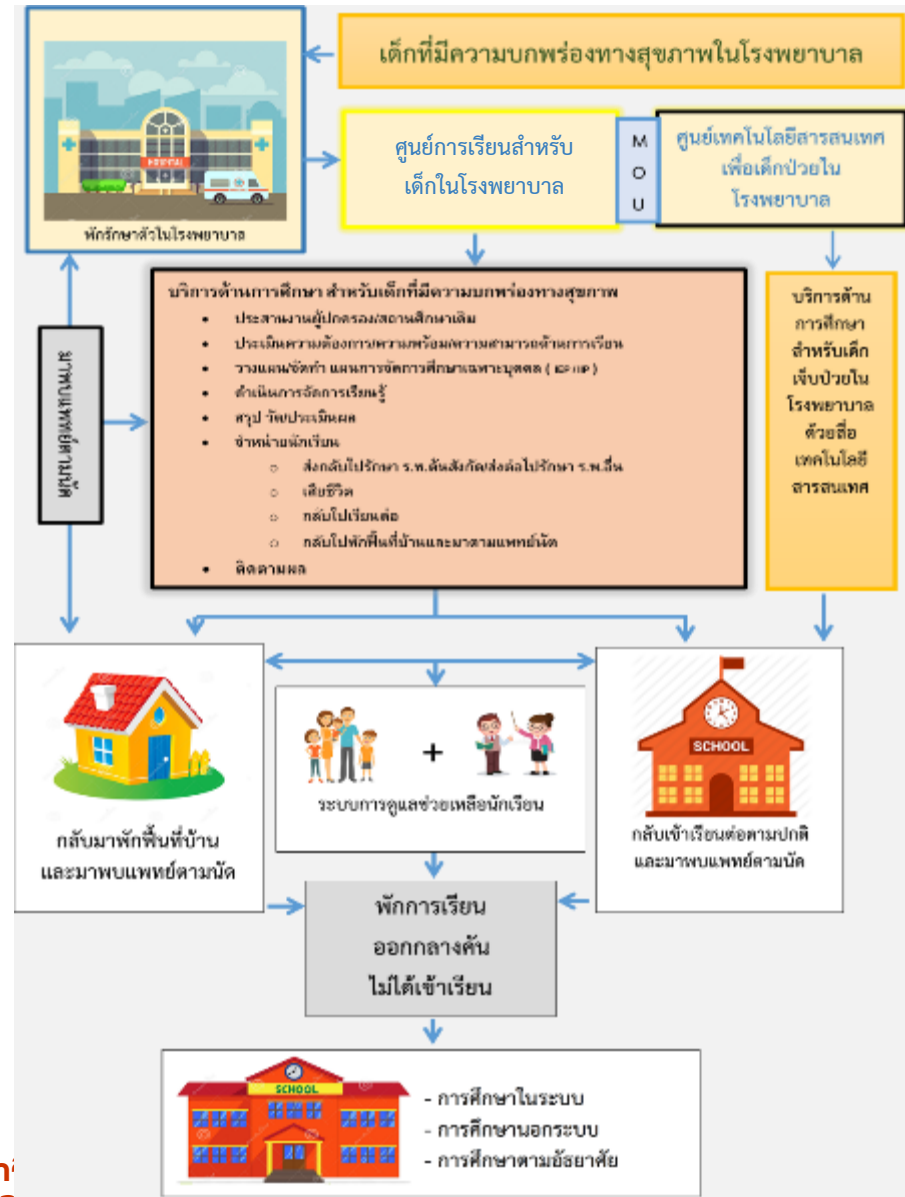 เด็กที่มีความบกพร่องทางสุขภาพในโรงพยาบาล
HOSPITAL
พักรักษาตัวในโรงพยาบาล
ศูนย์การเรียนสำหรับ
เด็กในโรงพยาบาล
M
O
U
ศูนย์เทคโนโลยีสารสนเทศ
เพื่อเด็กป่วยใน
โรงพยาบาล
มาพบแพทย์ตามนัด
บริการด้านการศึกษา สำหรับเด็กที่มีความบกพร่องทางสุขภาพ
• ประสานงานผู้ปกครอง/สถานศึกษาเดิม
• ประเมินความต้องการ/ความพร้อม/ความสามารถด้านการเรียน
• วางแผน/จัดทำ แผนการจัดการศึกษาเฉพาะบุคคล ( IEP/IIP )
• ดำเนินการจัดการเรียนรู้
• สรุป วัด/ประเมินผล
• จำหน่ายนักเรียน
○ ส่งกลับไปรักษา ร.พ.ต้นสังกัด/ส่งต่อไปรักษา ร.พ.อื่น
○ เสียชีวิต
○ กลับไปเรียนต่อ
○ กลับไปพักฟื้นที่บ้านและมาตามแพทย์นัด
• ติดตามผล
บริการด้าน
การศึกษา
สำหรับเด็ก
เจ็บป่วยใน
โรงพยาบาล
ด้วยสื่อ
เทคโนโลยี
สารสนเทศ
กลับมาพักฟื้นที่บ้าน
และมาพบแพทย์ตามนัด
+
ระบบการดูแลช่วยเหลือนักเรียน
SCHOOL
กลับเข้าเรียนต่อตามปกติ
และมาพบแพทย์ตามนัด
พักการเรียน
ออกกลางคัน
ไม่ได้เข้าเรียน
SCHOOL
- การศึกษาในระบบ
- การศึกษานอกระบบ
- การศึกษาตามอัธยาศัย